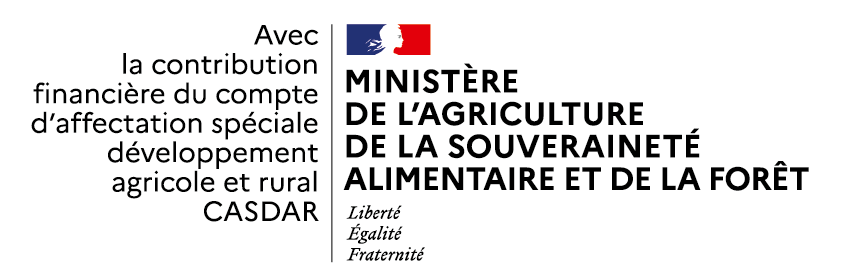 Avec
la contribution
financière du compte
d'affectation spéciale
développement
agricole et rural
CASDAR
MINISTÈRE
DE L'AGRICULTURE
DE LA SOUVERAINETÉ
ALIMENTAIRE ET DE LA FORÊT
Liberté
Égalité
Fraternité